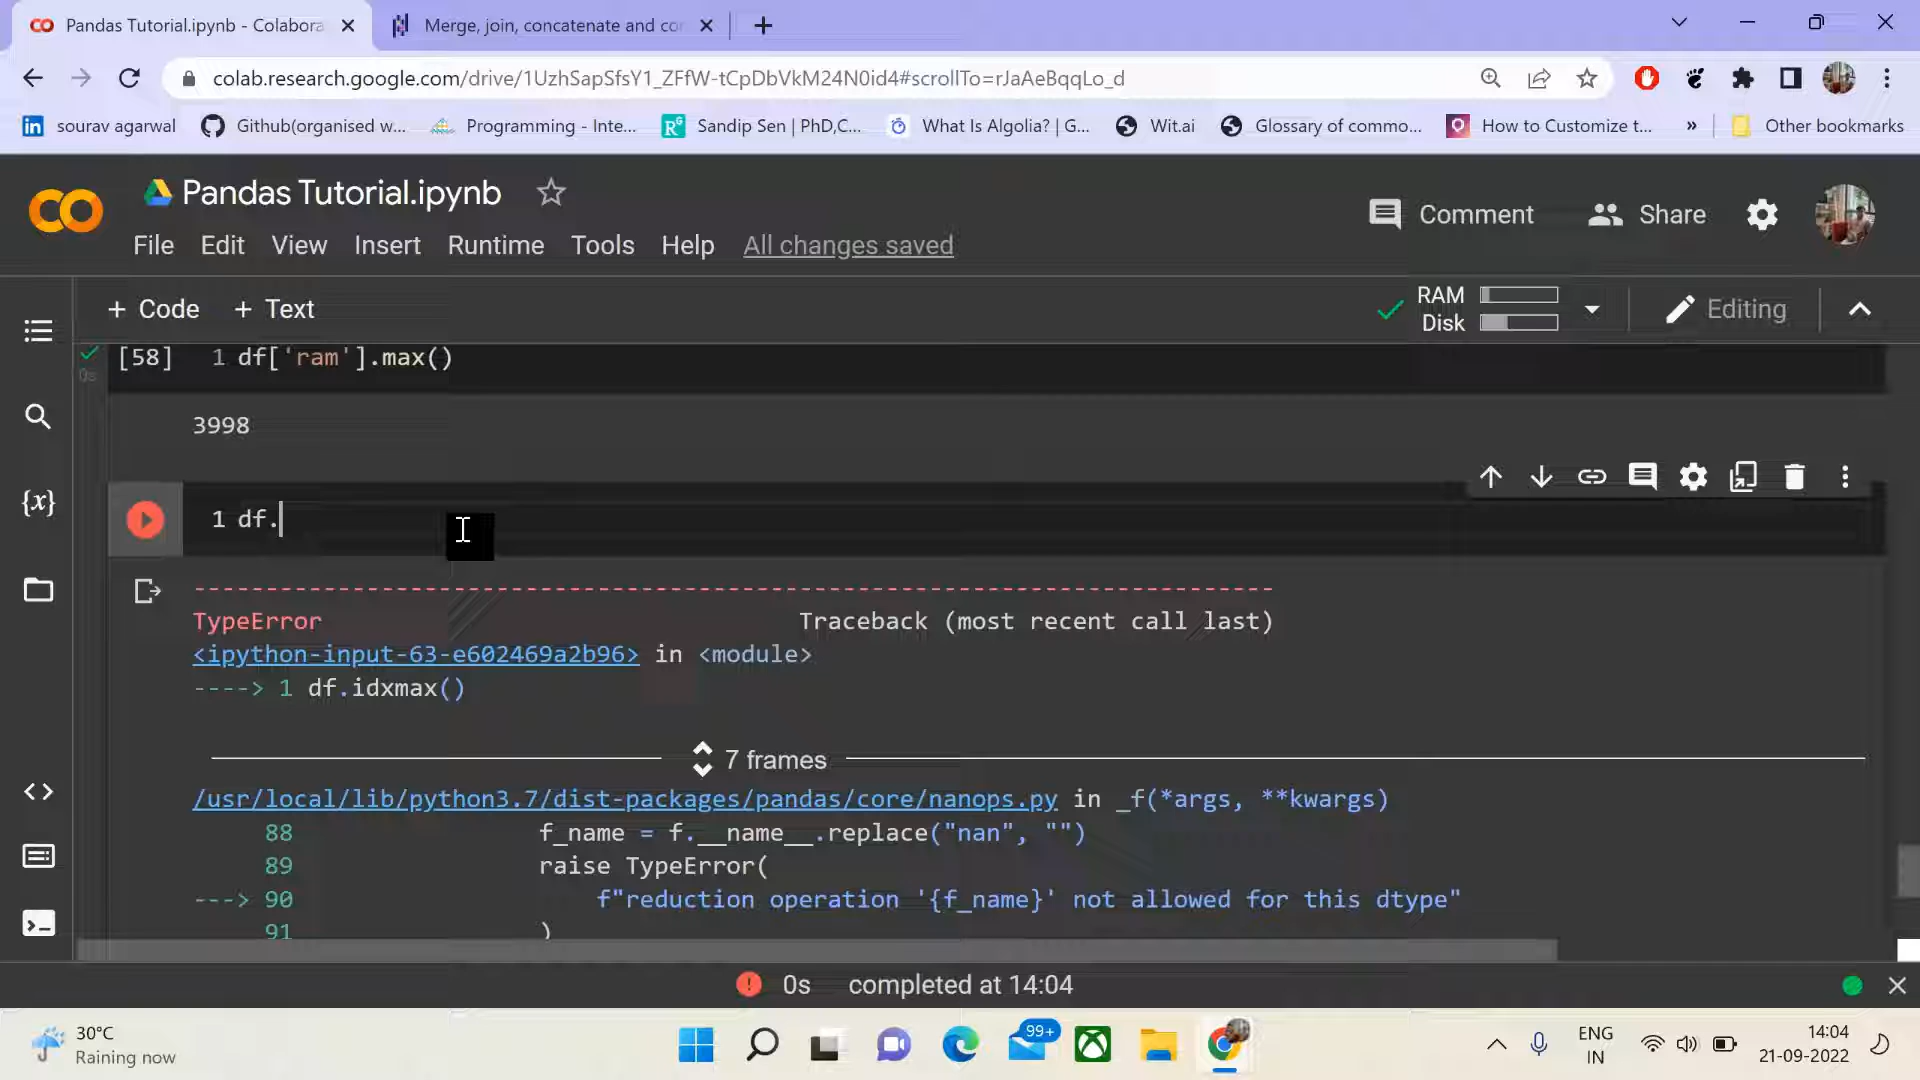 Pandas Tutorial.ipynb - Colabora
Merge, join, concatenate and co
colab.research.google.com/drive/1UzhSapSfsY1_ZFfW-tCpDbVkM24N0id4#scrollTo=rJaAeBqqLo_d
sourav agarwal
Github(organised w...
Programming - Inte...
Sandip Sen | PhD,C...
What Is Algolia? | G...
Wit.ai
Glossary of commo...
How to Customize t...
»
Other bookmarks
Pandas Tutorial.ipynb
Comment
Share
File Edit View Insert Runtime Tools Help All changes saved
+ Code + Text
RAM
Disk
Editing
[58] 1 df['ram'].max()
0s
3998
1 df.
---------------------------------------------------------------------------
TypeError Traceback (most recent call last)
<ipython-input-63-e602469a2b96> in <module>
----> 1 df.idxmax()
7 frames
/usr/local/lib/python3.7/dist-packages/pandas/core/nanops.py in _f(*args, **kwargs)
88 f_name = f.__name__.replace("nan", "")
89 raise TypeError(
---> 90 f"reduction operation '{f_name}' not allowed for this dtype"
91 )
0s completed at 14:04
30°C
Raining now
99+
ENG
IN
14:04
21-09-2022